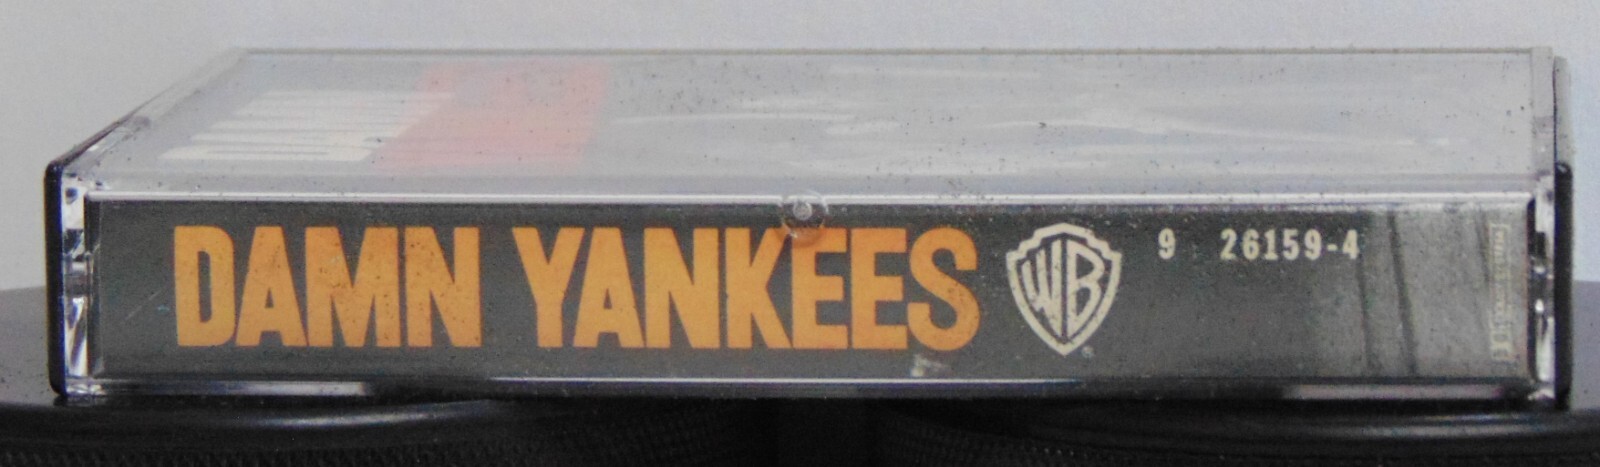 DAMN YANKEES WB 9 26159-4